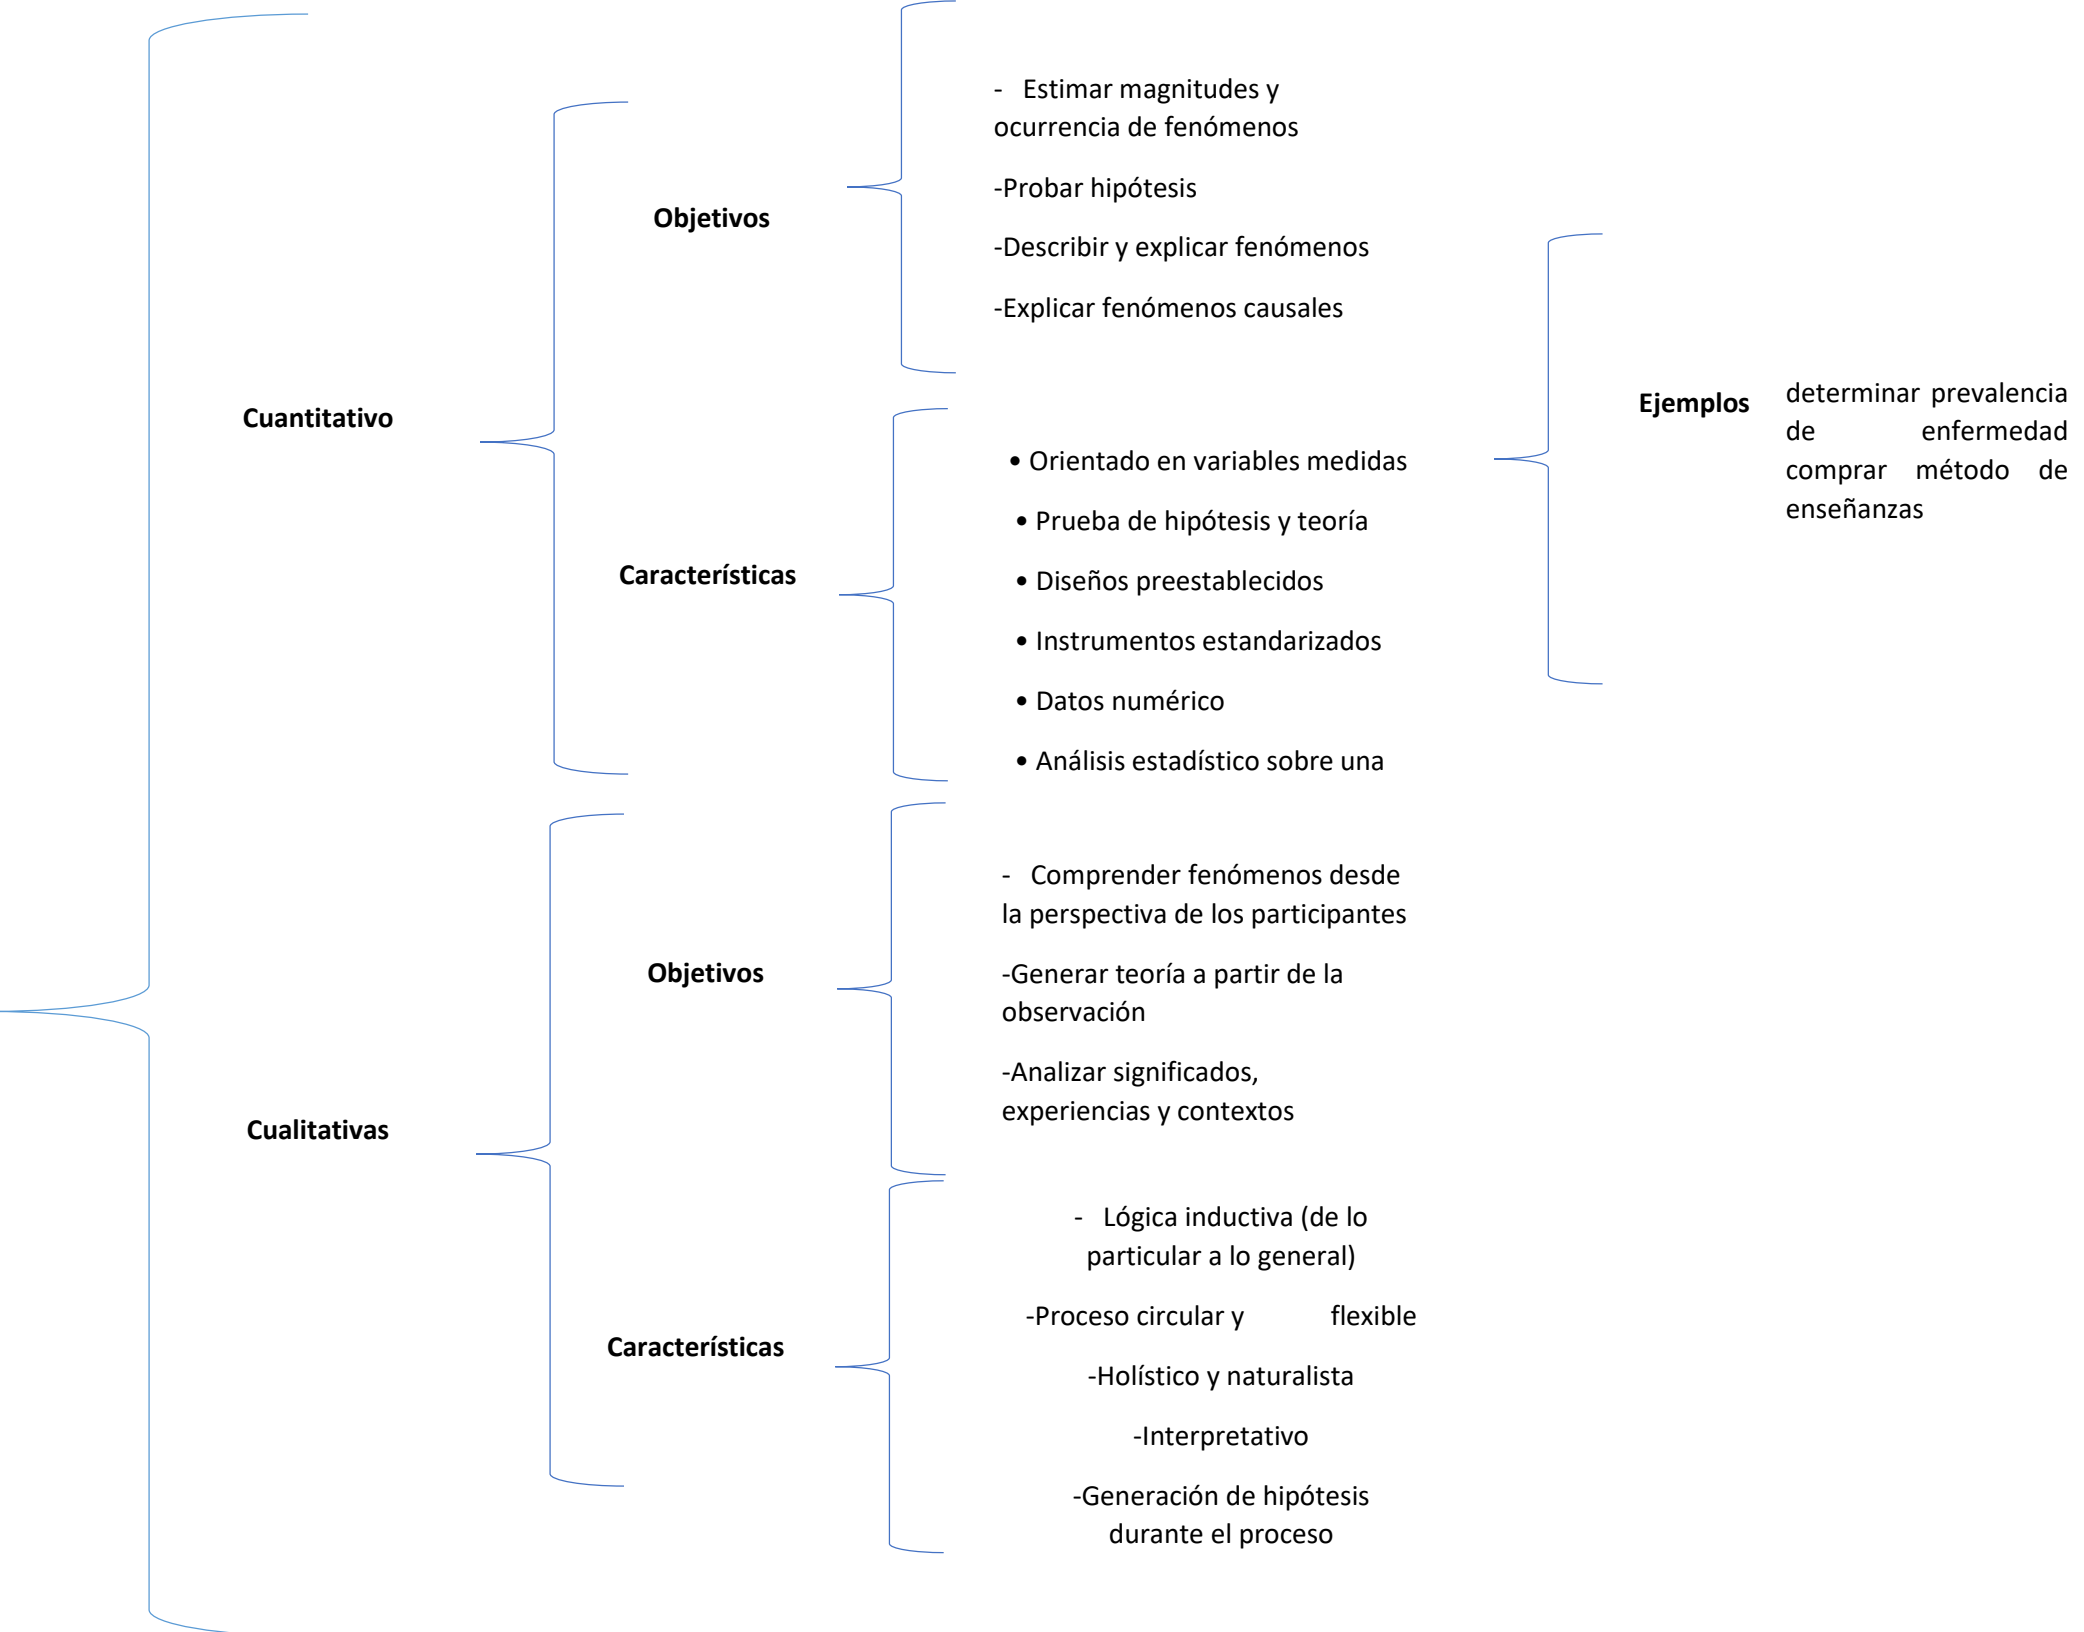 Cuantitativo
Objetivos
- Estimar magnitudes y
ocurrencia de fenómenos
-Probar hipótesis
-Describir y explicar fenómenos
-Explicar fenómenos causales
Características
• Orientado en variables medidas
• Prueba de hipótesis y teoría
• Diseños preestablecidos
• Instrumentos estandarizados
• Datos numérico
• Análisis estadístico sobre una
Ejemplos
determinar prevalencia
de enfermedad
comprar método de
enseñanzas
Cualitativas
Objetivos
- Comprender fenómenos desde
la perspectiva de los participantes
-Generar teoría a partir de la
observación
-Analizar significados,
experiencias y contextos
Características
- Lógica inductiva (de lo
particular a lo general)
-Proceso circular y flexible
-Holístico y naturalista
-Interpretativo
-Generación de hipótesis
durante el proceso